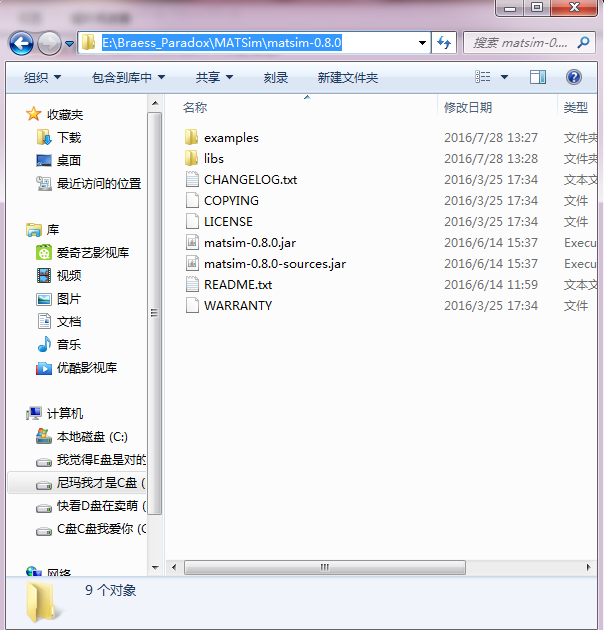 E:\Braess_Paradox\MATSim\matsim-0.8.0
搜索 matsim-0....
组织 包含到库中 共享 刻录 新建文件夹
收藏夹
下载
桌面
最近访问的位置
库
爱奇艺影视库
视频
图片
文档
音乐
优酷影视库
计算机
本地磁盘 (C:)
我觉得E盘是对的
尼玛我才是C盘 (
快看D盘在卖萌 (
C盘C盘我爱你 (
网络
名称 修改日期 类型
examples 2016/7/28 13:27 文件夹
libs 2016/7/28 13:28 文件夹
CHANGELOG.txt 2016/3/25 17:34 文本文
COPYING 2016/3/25 17:34 文件
LICENSE 2016/3/25 17:34 文件
matsim-0.8.0.jar 2016/6/14 15:37 Execu
matsim-0.8.0-sources.jar 2016/6/14 15:37 Execu
README.txt 2016/6/14 11:59 文本文
WARRANTY 2016/3/25 17:34 文件
9 个对象